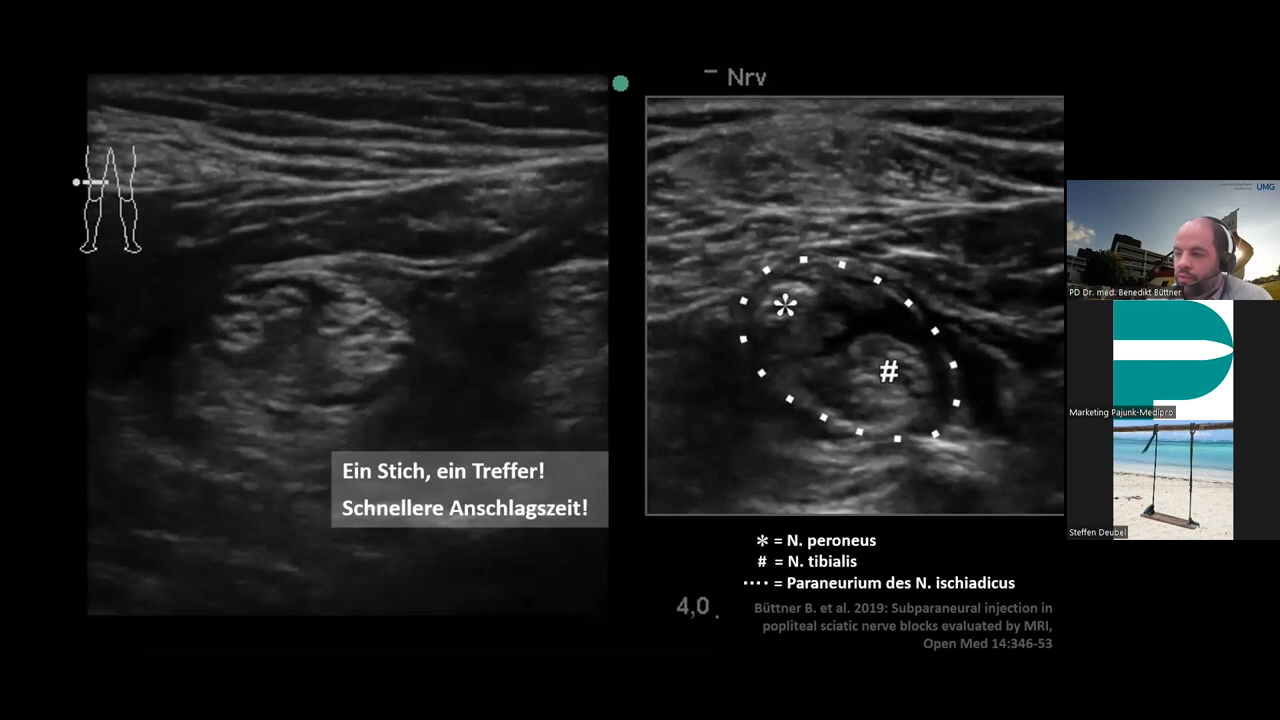 Nrv
Ein Stich, ein Treffer!
Schnellere Anschlagszeit!
* = N. peroneus
# = N. tibialis
···· = Paraneurium des N. ischiadicus
4,0
Büttner B. et al. 2019: Subparaneural injection in
popliteal sciatic nerve blocks evaluated by MRI,
Open Med 14:346-53
UMG
PD Dr. med. Benedikt Büttner
Marketing Pajunk-Medipro
Steffen Deubel